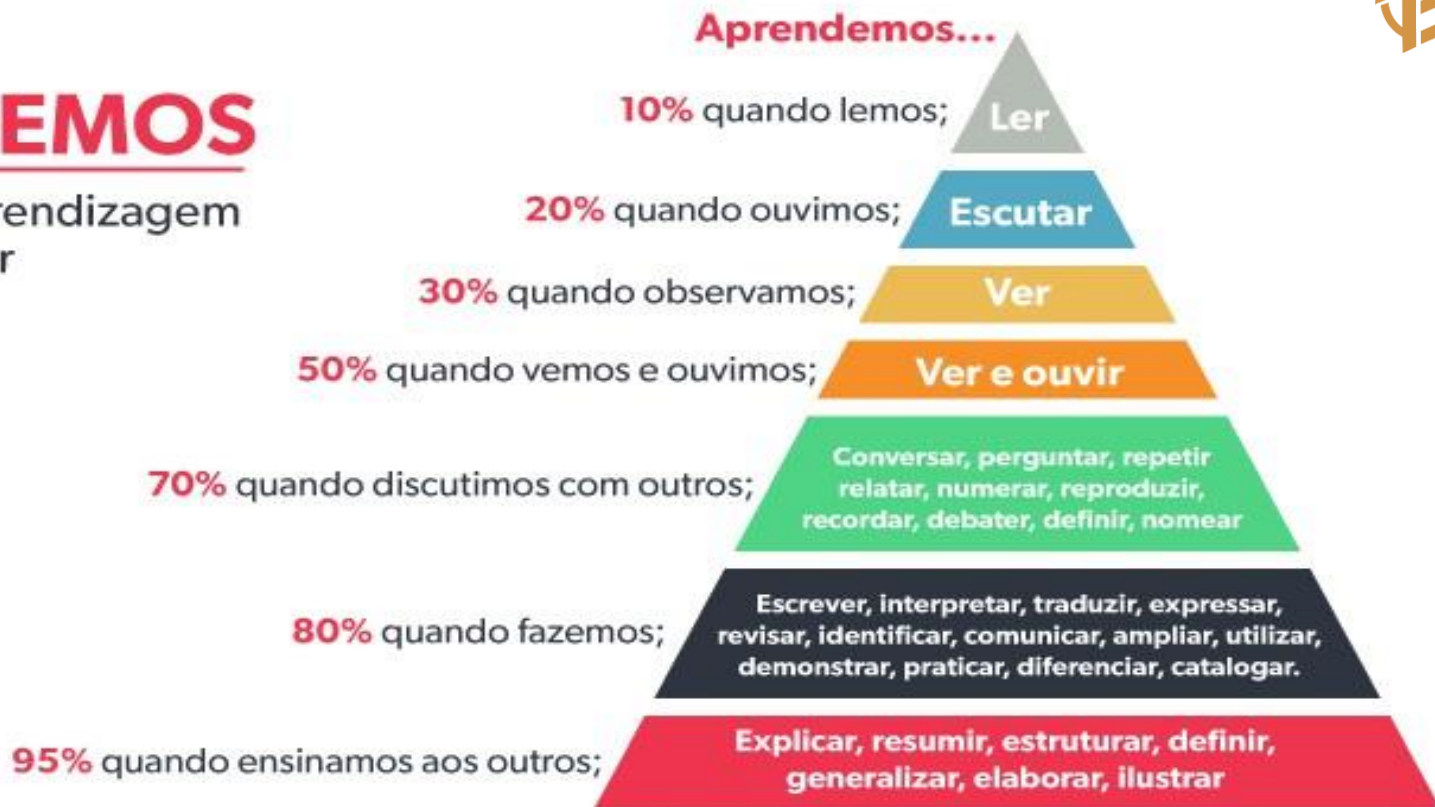 Aprendemos...
EMOS
rendizagem
r
10% quando lemos;
Ler
20% quando ouvimos;
Escutar
30% quando observamos;
Ver
50% quando vemos e ouvimos;
Ver e ouvir
70% quando discutimos com outros;
Conversar, perguntar, repetir
relatar, numerar, reproduzir,
recordar, debater, definir, nomear
80% quando fazemos;
Escrever, interpretar, traduzir, expressar,
revisar, identificar, comunicar, ampliar, utilizar,
demonstrar, praticar, diferenciar, catalogar.
95% quando ensinamos aos outros;
Explicar, resumir, estruturar, definir,
generalizar, elaborar, ilustrar